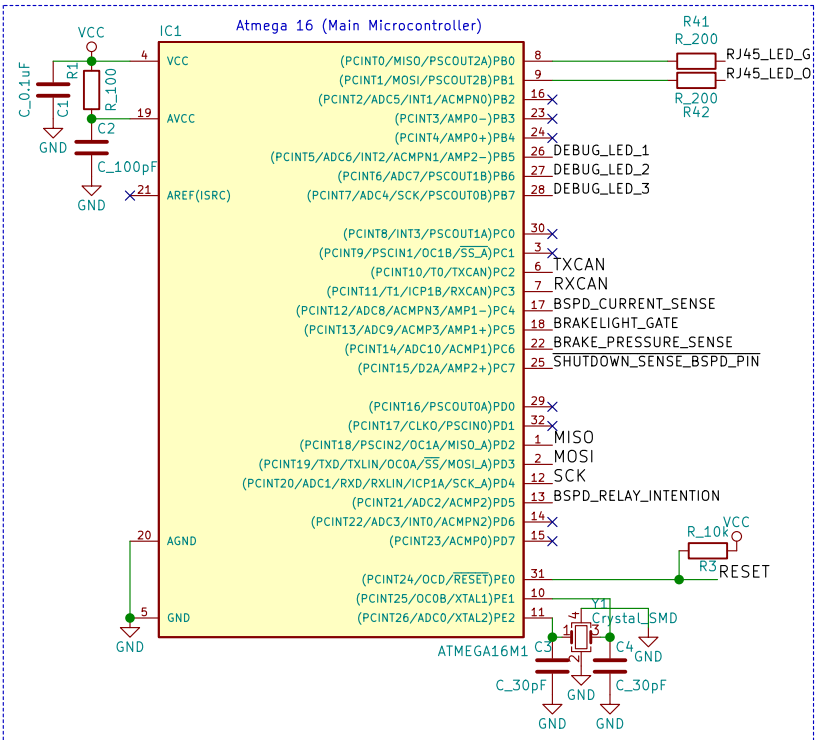 Atmega 16 (Main Microcontroller)
IC1
R41
R_200
RJ45_LED_G
RJ45_LED_O
R_200
R42
VCC
R1
R_100
C_0.1uF
C1
GND
C2
C_100pF
GND
4 VCC
19 AVCC
21 AREF(ISRC)
20 AGND
5 GND
GND
(PCINT0/MISO/PSCOUT2A)PB0 8
(PCINT1/MOSI/PSCOUT2B)PB1 9
(PCINT2/ADC5/INT1/ACMPN0)PB2 16
(PCINT3/AMP0-)PB3 23
(PCINT4/AMP0+)PB4 24
(PCINT5/ADC6/INT2/ACMPN1/AMP2-)PB5 26 DEBUG_LED_1
(PCINT6/ADC7/PSCOUT1B)PB6 27 DEBUG_LED_2
(PCINT7/ADC4/SCK/PSCOUT0B)PB7 28 DEBUG_LED_3
(PCINT8/INT3/PSCOUT1A)PC0 30
(PCINT9/PSCIN1/OC1B/SS_A)PC1 3
(PCINT10/T0/TXCAN)PC2 6 TXCAN
(PCINT11/T1/ICP1B/RXCAN)PC3 7 RXCAN
(PCINT12/ADC8/ACMPN3/AMP1-)PC4 17 BSPD_CURRENT_SENSE
(PCINT13/ADC9/ACMP3/AMP1+)PC5 18 BRAKELIGHT_GATE
(PCINT14/ADC10/ACMP1)PC6 22 BRAKE_PRESSURE_SENSE
(PCINT15/D2A/AMP2+)PC7 25 SHUTDOWN_SENSE_BSPD_PIN
(PCINT16/PSCOUT0A)PD0 29
(PCINT17/CLKO/PSCIN0)PD1 32
(PCINT18/PSCIN2/OC1A/MISO_A)PD2 1 MISO
(PCINT19/TXD/TXLIN/OC0A/SS/MOSI_A)PD3 2 MOSI
(PCINT20/ADC1/RXD/RXLIN/ICP1A/SCK_A)PD4 12 SCK
(PCINT21/ADC2/ACMP2)PD5 13 BSPD_RELAY_INTENTION
(PCINT22/ADC3/INT0/ACMPN2)PD6 14
(PCINT23/ACMP0)PD7 15
(PCINT24/OCD/RESET)PE0 31 RESET
(PCINT25/OC0B/XTAL1)PE1 10
(PCINT26/ADC0/XTAL2)PE2 11
ATMEGA16M1
VCC
R_10k
R3
Y1
Crystal_SMD
4
1
3
2
GND
C3
C_30pF
GND
GND
C4
C_30pF
GND